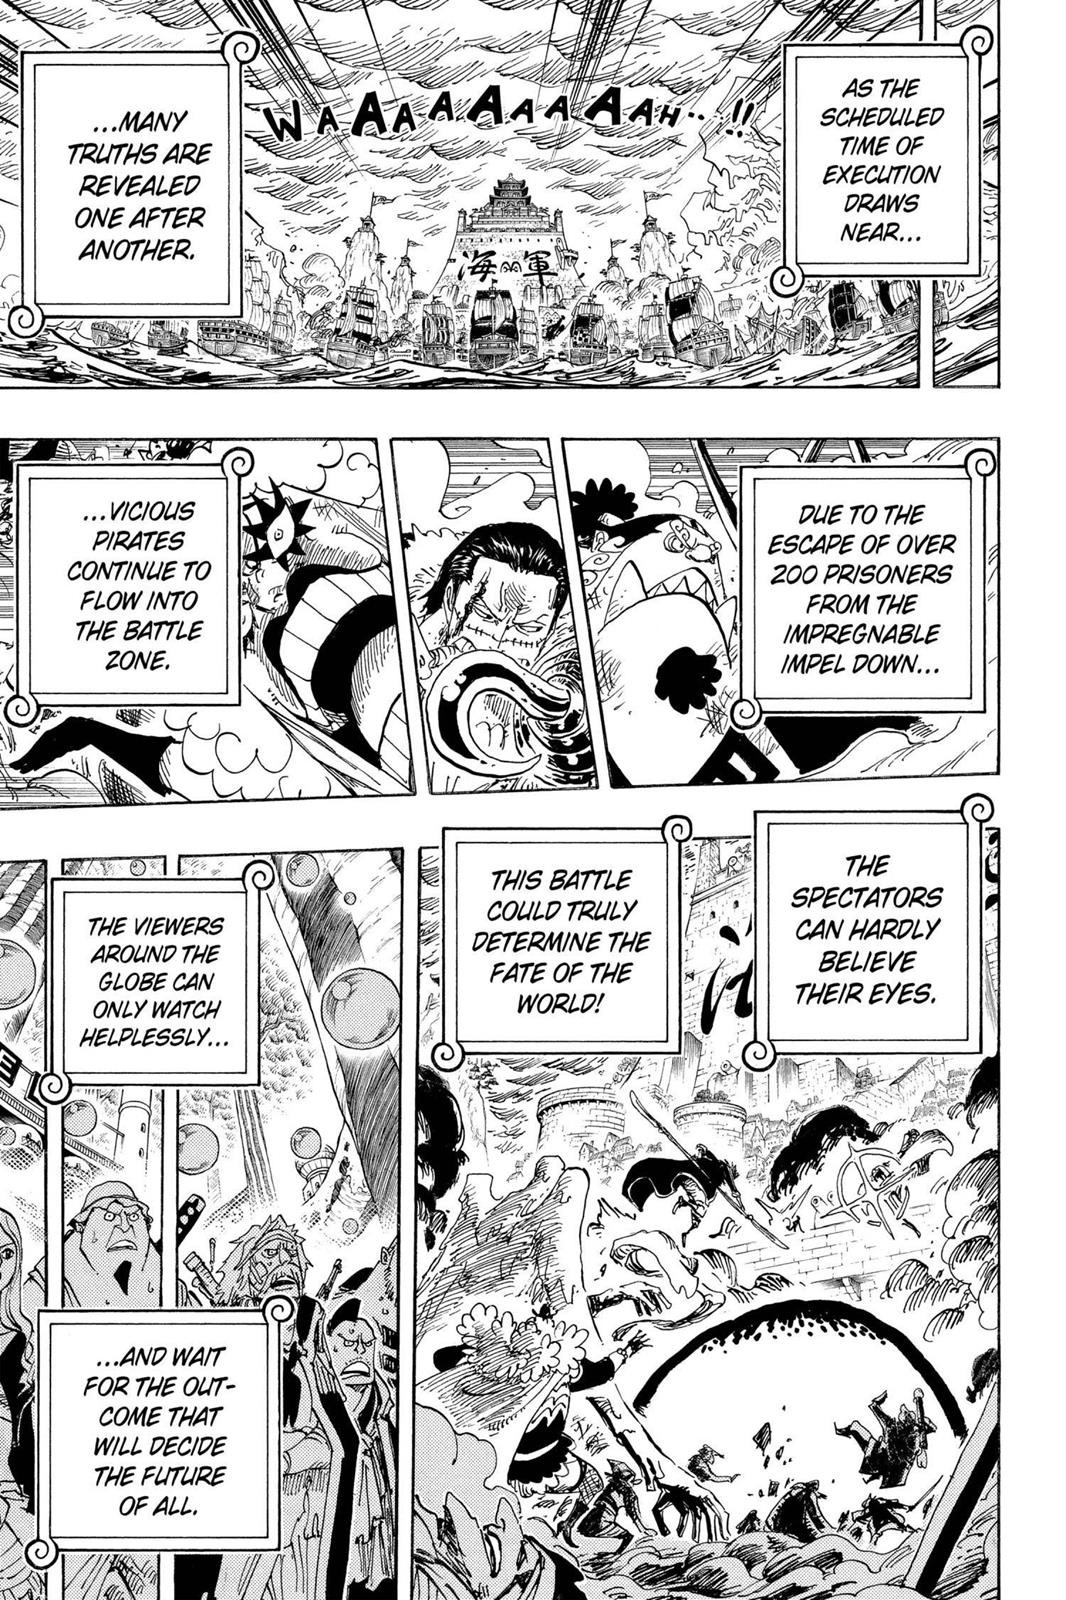 AS THE
SCHEDULED
TIME OF
EXECUTION
DRAWS
NEAR...
WAAAAAAAAAH...!!
海軍
...MANY
TRUTHS ARE
REVEALED
ONE AFTER
ANOTHER.
DUE TO THE
ESCAPE OF OVER
200 PRISONERS
FROM THE
IMPREGNABLE
IMPEL DOWN...
...VICIOUS
PIRATES
CONTINUE TO
FLOW INTO
THE BATTLE
ZONE.
THE
SPECTATORS
CAN HARDLY
BELIEVE
THEIR EYES.
THIS BATTLE
COULD TRULY
DETERMINE THE
FATE OF THE
WORLD!
THE VIEWERS
AROUND THE
GLOBE CAN
ONLY WATCH
HELPLESSLY...
...AND WAIT
FOR THE OUT-
COME THAT
WILL DECIDE
THE FUTURE
OF ALL.